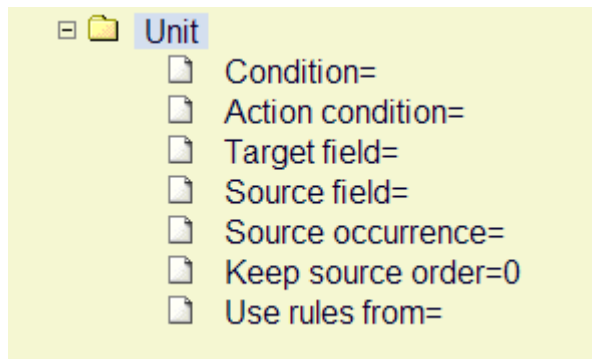 Unit
Condition=
Action condition=
Target field=
Source field=
Source occurrence=
Keep source order=0
Use rules from=